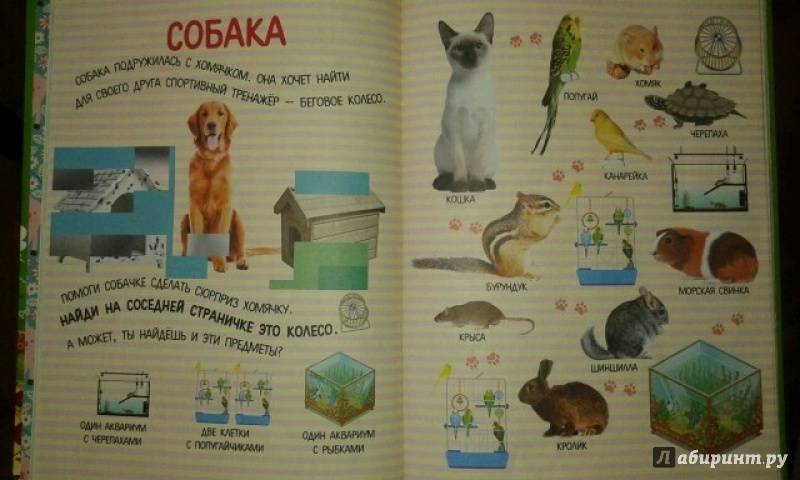 СОБАКА
СОБАКА ПОДРУЖИЛАСЬ С ХОМЯЧКОМ. ОНА ХОЧЕТ НАЙТИ
ДЛЯ СВОЕГО ДРУГА СПОРТИВНЫЙ ТРЕНАЖЁР — БЕГОВОЕ КОЛЕСО.
ПОМОГИ СОБАЧКЕ СДЕЛАТЬ СЮРПРИЗ ХОМЯЧКУ.
НАЙДИ НА СОСЕДНЕЙ СТРАНИЧКЕ ЭТО КОЛЕСО.
А МОЖЕТ, ТЫ НАЙДЁШЬ И ЭТИ ПРЕДМЕТЫ?
ОДИН АКВАРИУМ
С ЧЕРЕПАХАМИ
ДВЕ КЛЕТКИ
С ПОПУГАЙЧИКАМИ
ОДИН АКВАРИУМ
С РЫБКАМИ
КОШКА
ПОПУГАЙ
ХОМЯК
ЧЕРЕПАХА
КАНАРЕЙКА
БУРУНДУК
МОРСКАЯ СВИНКА
КРЫСА
ШИНШИЛЛА
КРОЛИК
Лабиринт.ру